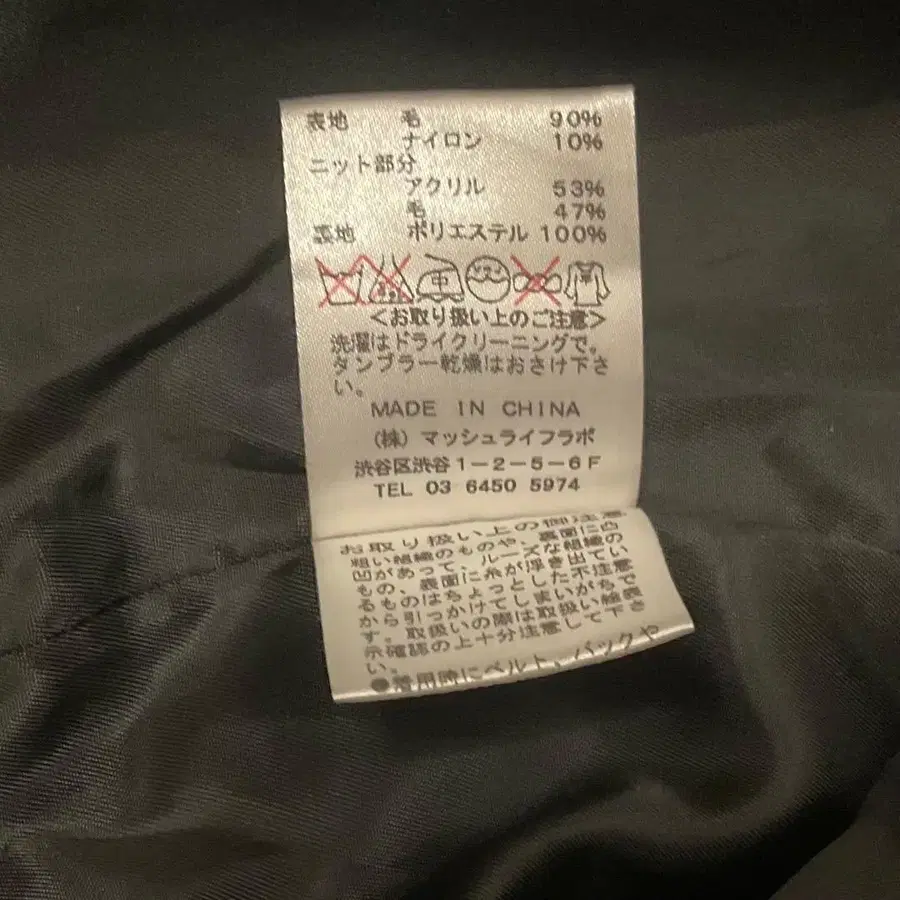 表地 毛 90%
ナイロン 10%
ニット部分
アクリル 53%
毛 47%
裏地 ポリエステル 100%
中
<お取り扱い上のご注意>
洗濯はドライクリーニングで。
タンブラー乾燥はおさけ下さ
い。
MADE IN CHINA
(株) マッシュライフラボ
渋谷区渋谷1-2-5-6F
TEL 03 6450 5974
お取り扱い上の御注意
粗い組織のものや、裏面に凸
凹があって、ルーズな組織の
もの、表面に糸が浮き出てい
るものはちょっとした不注意
から引っかけてしまいがちで
す。取扱いの際は取扱い絵表
示確認の上十分注意して下さ
い。
●着用時にベルト、バックや